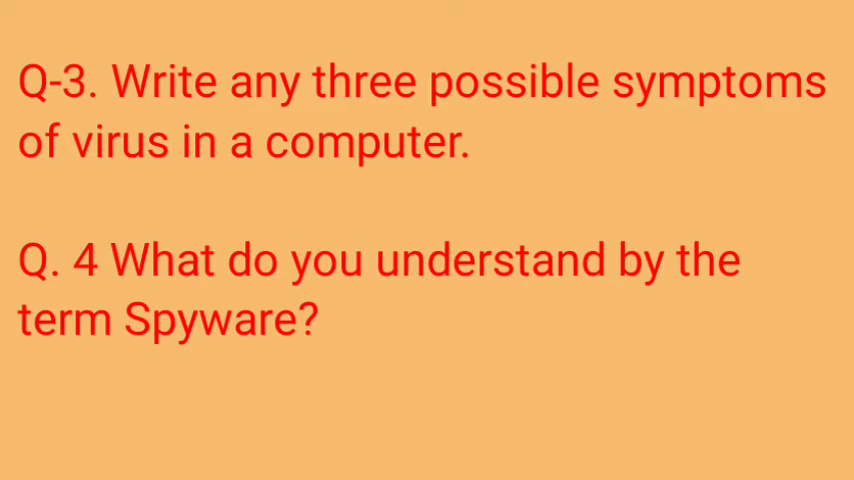 Q-3. Write any three possible symptoms
of virus in a computer.
Q. 4 What do you understand by the
term Spyware?